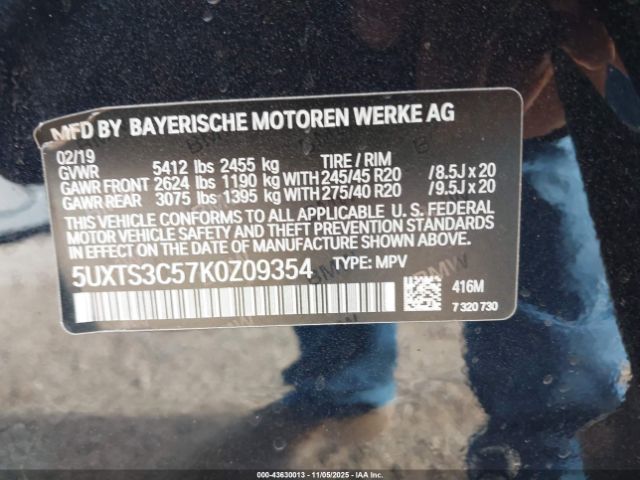 MFD BY BAYERISCHE MOTOREN WERKE AG
02/19
GVWR 5412 lbs 2455 kg TIRE / RIM
GAWR FRONT 2624 lbs 1190 kg WITH 245/45 R20 /8.5J x 20
GAWR REAR 3075 lbs 1395 kg WITH 275/40 R20 /9.5J x 20
THIS VEHICLE CONFORMS TO ALL APPLICABLE U. S. FEDERAL
MOTOR VEHICLE SAFETY AND THEFT PREVENTION
STANDARDS IN EFFECT ON THE DATE OF MANUFACTURE
SHOWN ABOVE.
5UXTS3C57K0Z09354 TYPE: MPV
416M
7 320 730
000-43630013 - 11/05/2025 - IAAI.COM